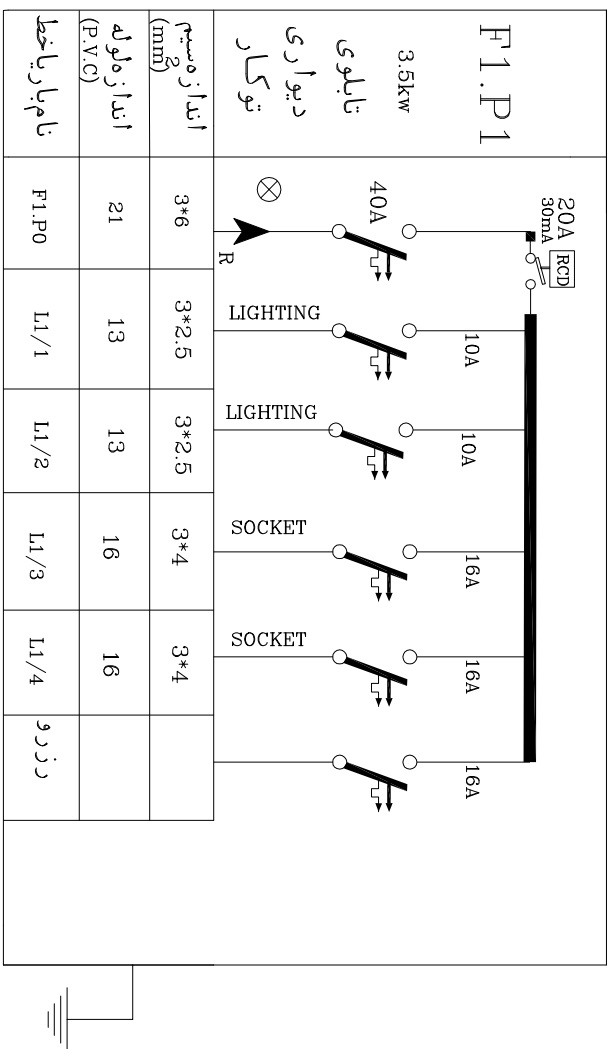 F1.P1
3.5kw
تابلوی
دیواری
توکار
20A
30mA
RCD
40A
R
10A
LIGHTING
10A
LIGHTING
16A
SOCKET
16A
SOCKET
16A
اندازه سیم
(mm2)
3*6
3*2.5
3*2.5
3*4
3*4
اندازه لوله
(P.V.C)
21
13
13
16
16
نام بار یا خط
F1.P0
L1/1
L1/2
L1/3
L1/4
رزرو